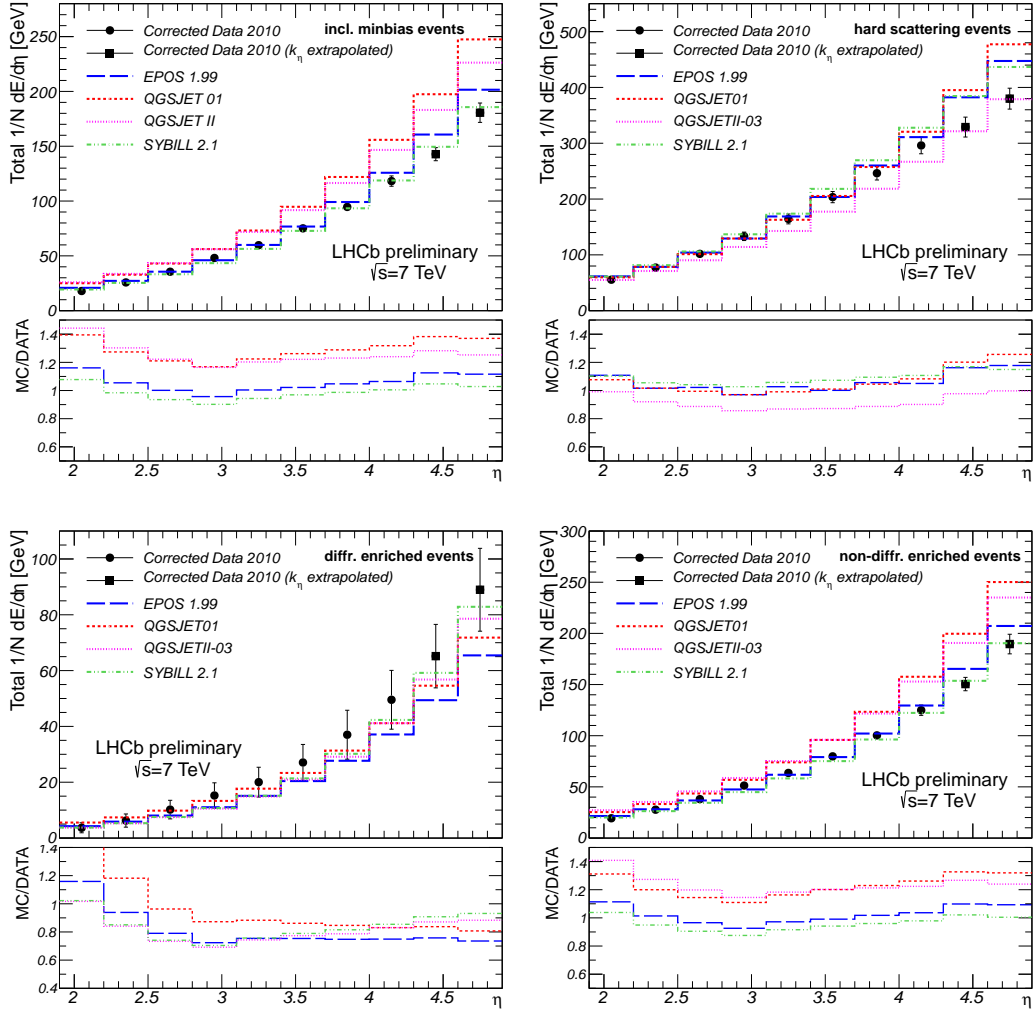 Total 1/N dE/dη [GeV]
250
200
150
100
50
0
incl. minbias events
Corrected Data 2010
Corrected Data 2010 (kη extrapolated)
EPOS 1.99
QGSJET 01
QGSJET II
SYBILL 2.1
LHCb preliminary
√s=7 TeV
MC/DATA
1.4
1.2
1
0.8
0.6
2 2.5 3 3.5 4 4.5 η
Total 1/N dE/dη [GeV]
500
400
300
200
100
0
hard scattering events
Corrected Data 2010
Corrected Data 2010 (kη extrapolated)
EPOS 1.99
QGSJET01
QGSJETII-03
SYBILL 2.1
LHCb preliminary
√s=7 TeV
MC/DATA
1.4
1.2
1
0.8
0.6
2 2.5 3 3.5 4 4.5 η
Total 1/N dE/dη [GeV]
100
80
60
40
20
0
diffr. enriched events
Corrected Data 2010
Corrected Data 2010 (kη extrapolated)
EPOS 1.99
QGSJET01
QGSJETII-03
SYBILL 2.1
LHCb preliminary
√s=7 TeV
MC/DATA
1.4
1.2
1
0.8
0.6
0.4
2 2.5 3 3.5 4 4.5 η
Total 1/N dE/dη [GeV]
300
250
200
150
100
50
0
non-diffr. enriched events
Corrected Data 2010
Corrected Data 2010 (kη extrapolated)
EPOS 1.99
QGSJET01
QGSJETII-03
SYBILL 2.1
LHCb preliminary
√s=7 TeV
MC/DATA
1.4
1.2
1
0.8
0.6
0.4
2 2.5 3 3.5 4 4.5 η